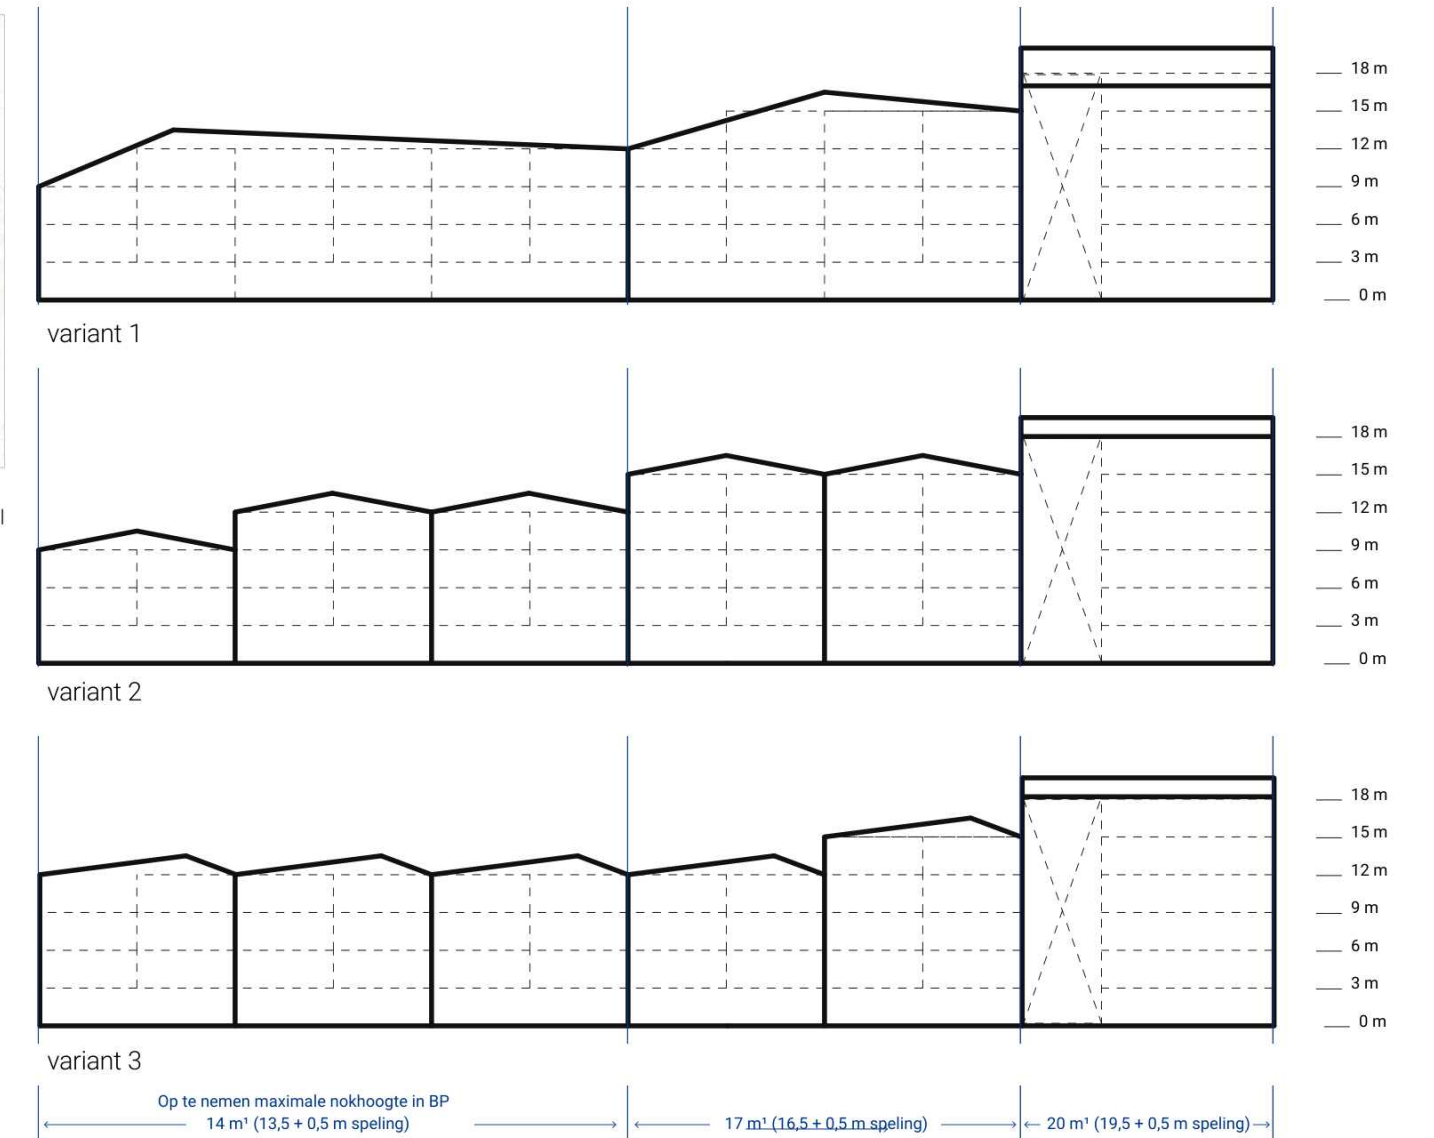 18 m
15 m
12 m
9 m
6 m
3 m
0 m
variant 1
18 m
15 m
12 m
9 m
6 m
3 m
0 m
variant 2
18 m
15 m
12 m
9 m
6 m
3 m
0 m
variant 3
Op te nemen maximale nokhoogte in BP
14 m¹ (13,5 + 0,5 m speling)
17 m¹ (16,5 + 0,5 m speling)
20 m¹ (19,5 + 0,5 m speling)